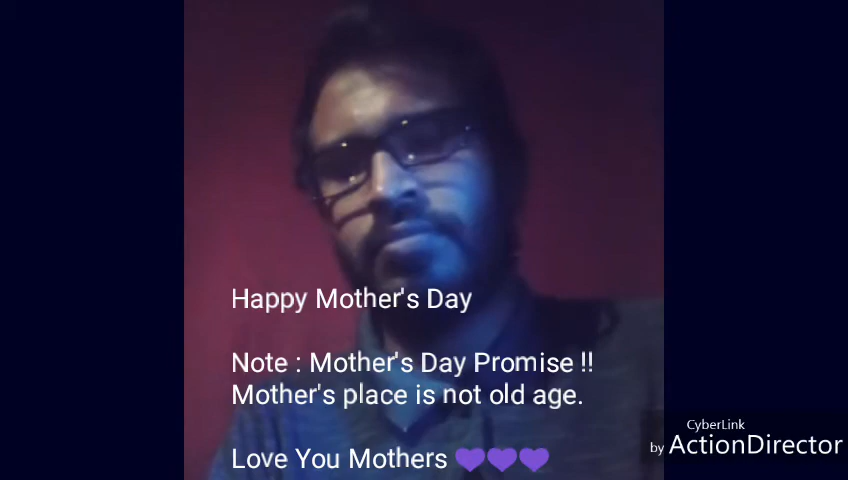 Happy Mother's Day
Note : Mother's Day Promise !!
Mother's place is not old age.
Love You Mothers 💜💜💜
CyberLink
by ActionDirector